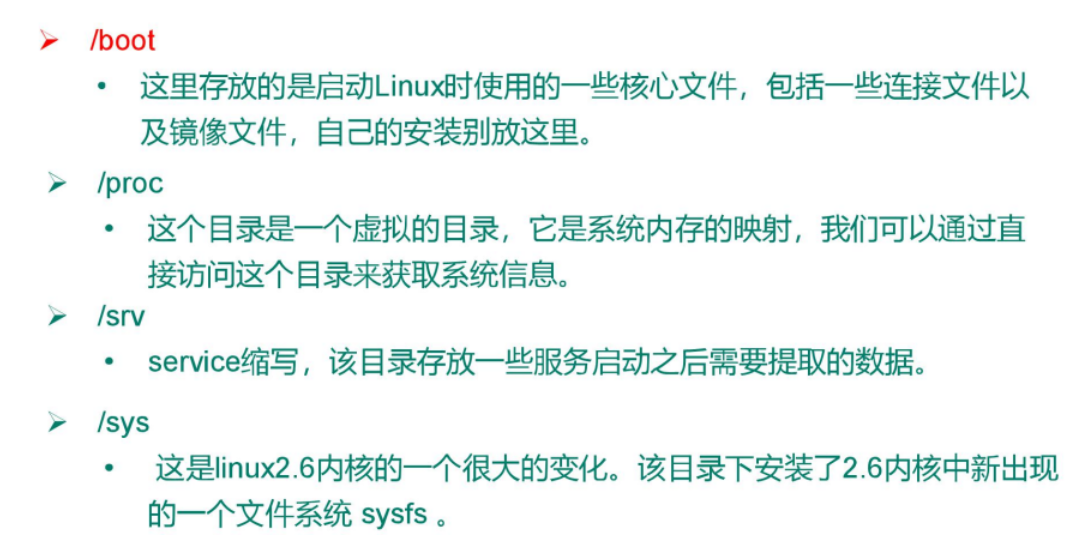 ➢ /boot
• 这里存放的是启动Linux时使用的一些核心文件，包括一些连接文件以
及镜像文件，自己的安装别放这里。
➢ /proc
• 这个目录是一个虚拟的目录，它是系统内存的映射，我们可以通过直
接访问这个目录来获取系统信息。
➢ /srv
• service缩写，该目录存放一些服务启动之后需要提取的数据。
➢ /sys
• 这是linux2.6内核的一个很大的变化。该目录下安装了2.6内核中新出现
的一个文件系统 sysfs 。